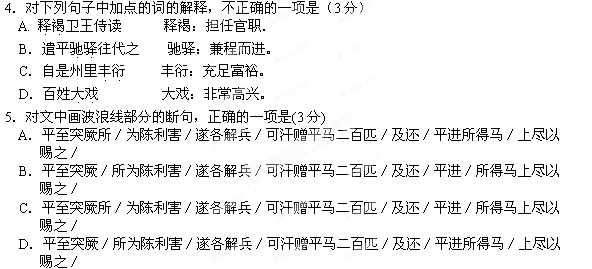 4. 对下列句子中加点的词的解释，不正确的一项是（3分）
A. 释褐卫王侍读 释褐：担任官职.
B. 遣平驰驿往代之 驰驿：兼程而进。
C. 自是州里丰衍 丰衍：充足富裕。
D. 百姓大戏 大戏：非常高兴。
5. 对文中画波浪线部分的断句，正确的一项是(3分)
A. 平至突厥所/为陈利害/遂各解兵/可汗赠平马二百匹/及还/平进所得马/上尽以
赐之/
B. 平至突厥/所为陈利害/遂各解兵/可汗赠平马二百匹/及还/平进/所得马/上尽以
赐之/
C. 平至突厥所/为陈利害/遂各解兵/可汗赠平马二百匹/及还/平进/所得马/上尽以
赐之/
D. 平至突厥/所为陈利害/遂各解兵/可汗赠平马二百匹/及还/平进所得马/上尽以
赐之/